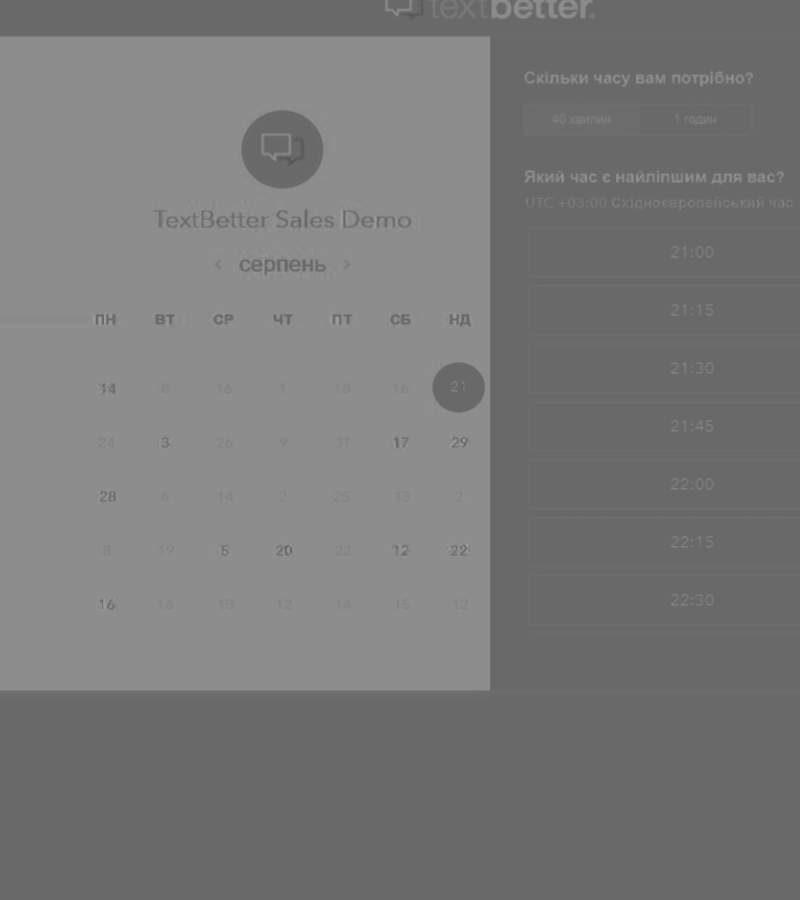 textbetter.
TextBetter Sales Demo
‹ серпень ›
ПН ВТ СР ЧТ ПТ СБ НД
14 8 16 1 18 16 21
24 3 26 9 31 17 29
28 6 14 2 25 13 2
8 19 5 20 22 12 22
16 16 13 12 14 15 12
Скільки часу вам потрібно?
40 хвилин 1 годин
Який час є найліпшим для вас?
UTC +03:00 Східноєвропейський час
21:00
21:15
21:30
21:45
22:00
22:15
22:30